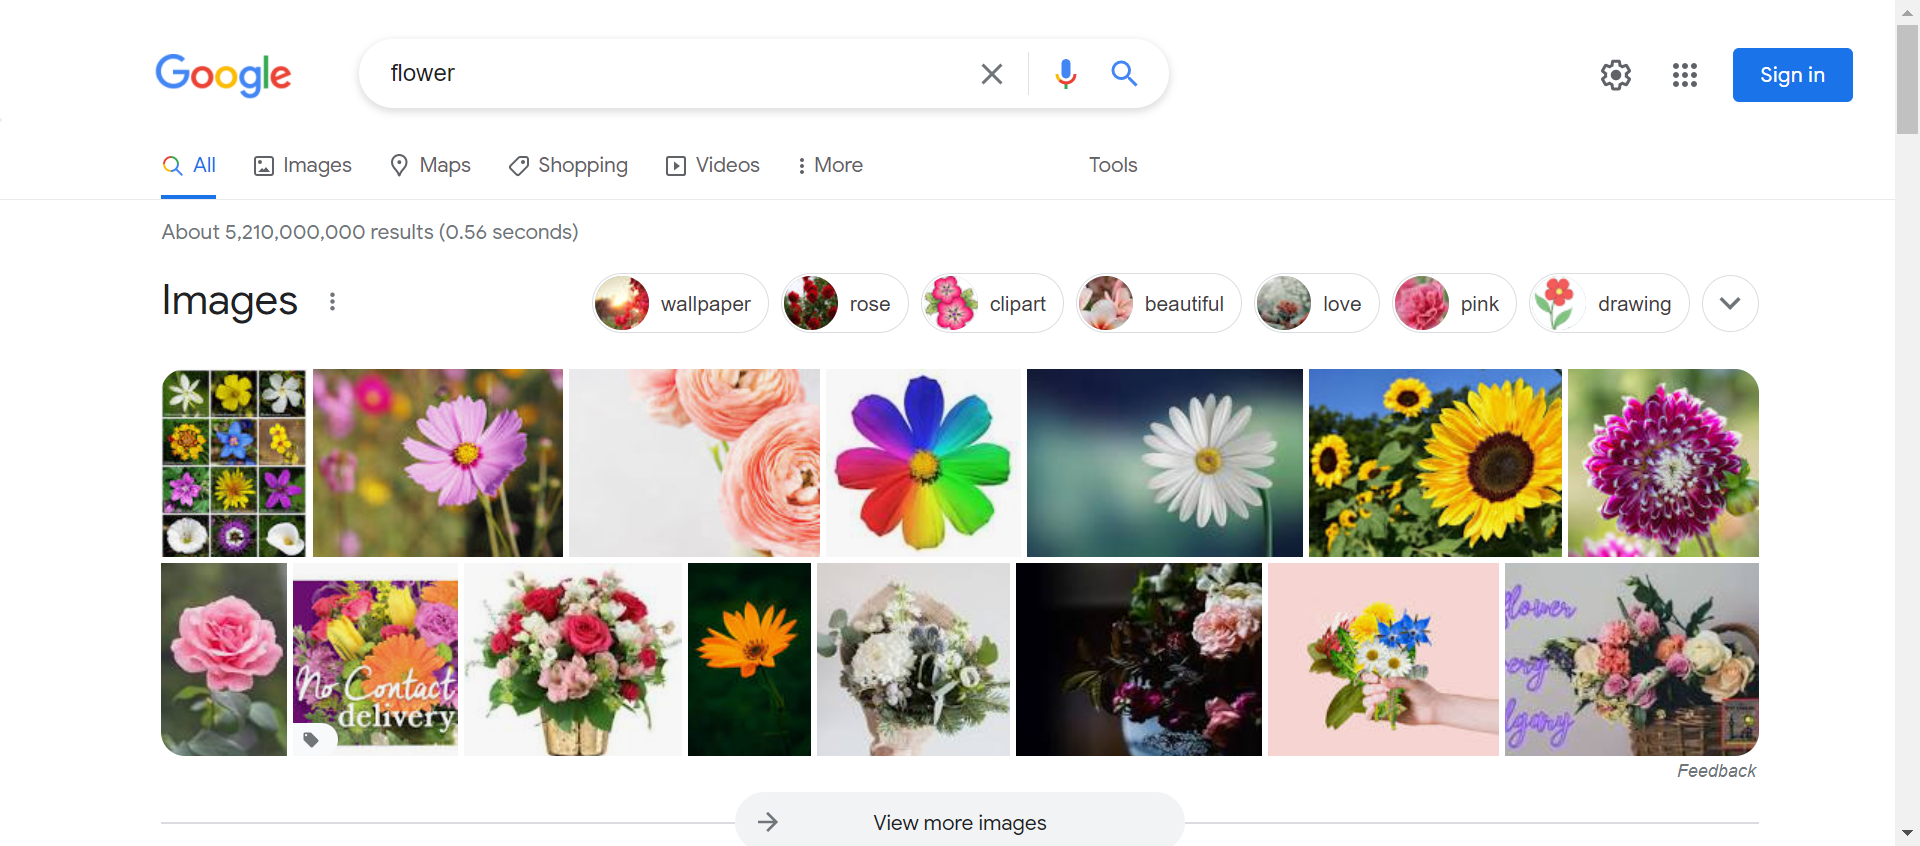 Google
flower
Sign in
All
Images
Maps
Shopping
Videos
More
Tools
About 5,210,000,000 results (0.56 seconds)
Images
wallpaper
rose
clipart
beautiful
love
pink
drawing
No Contact
delivery
flower
Feedback
View more images